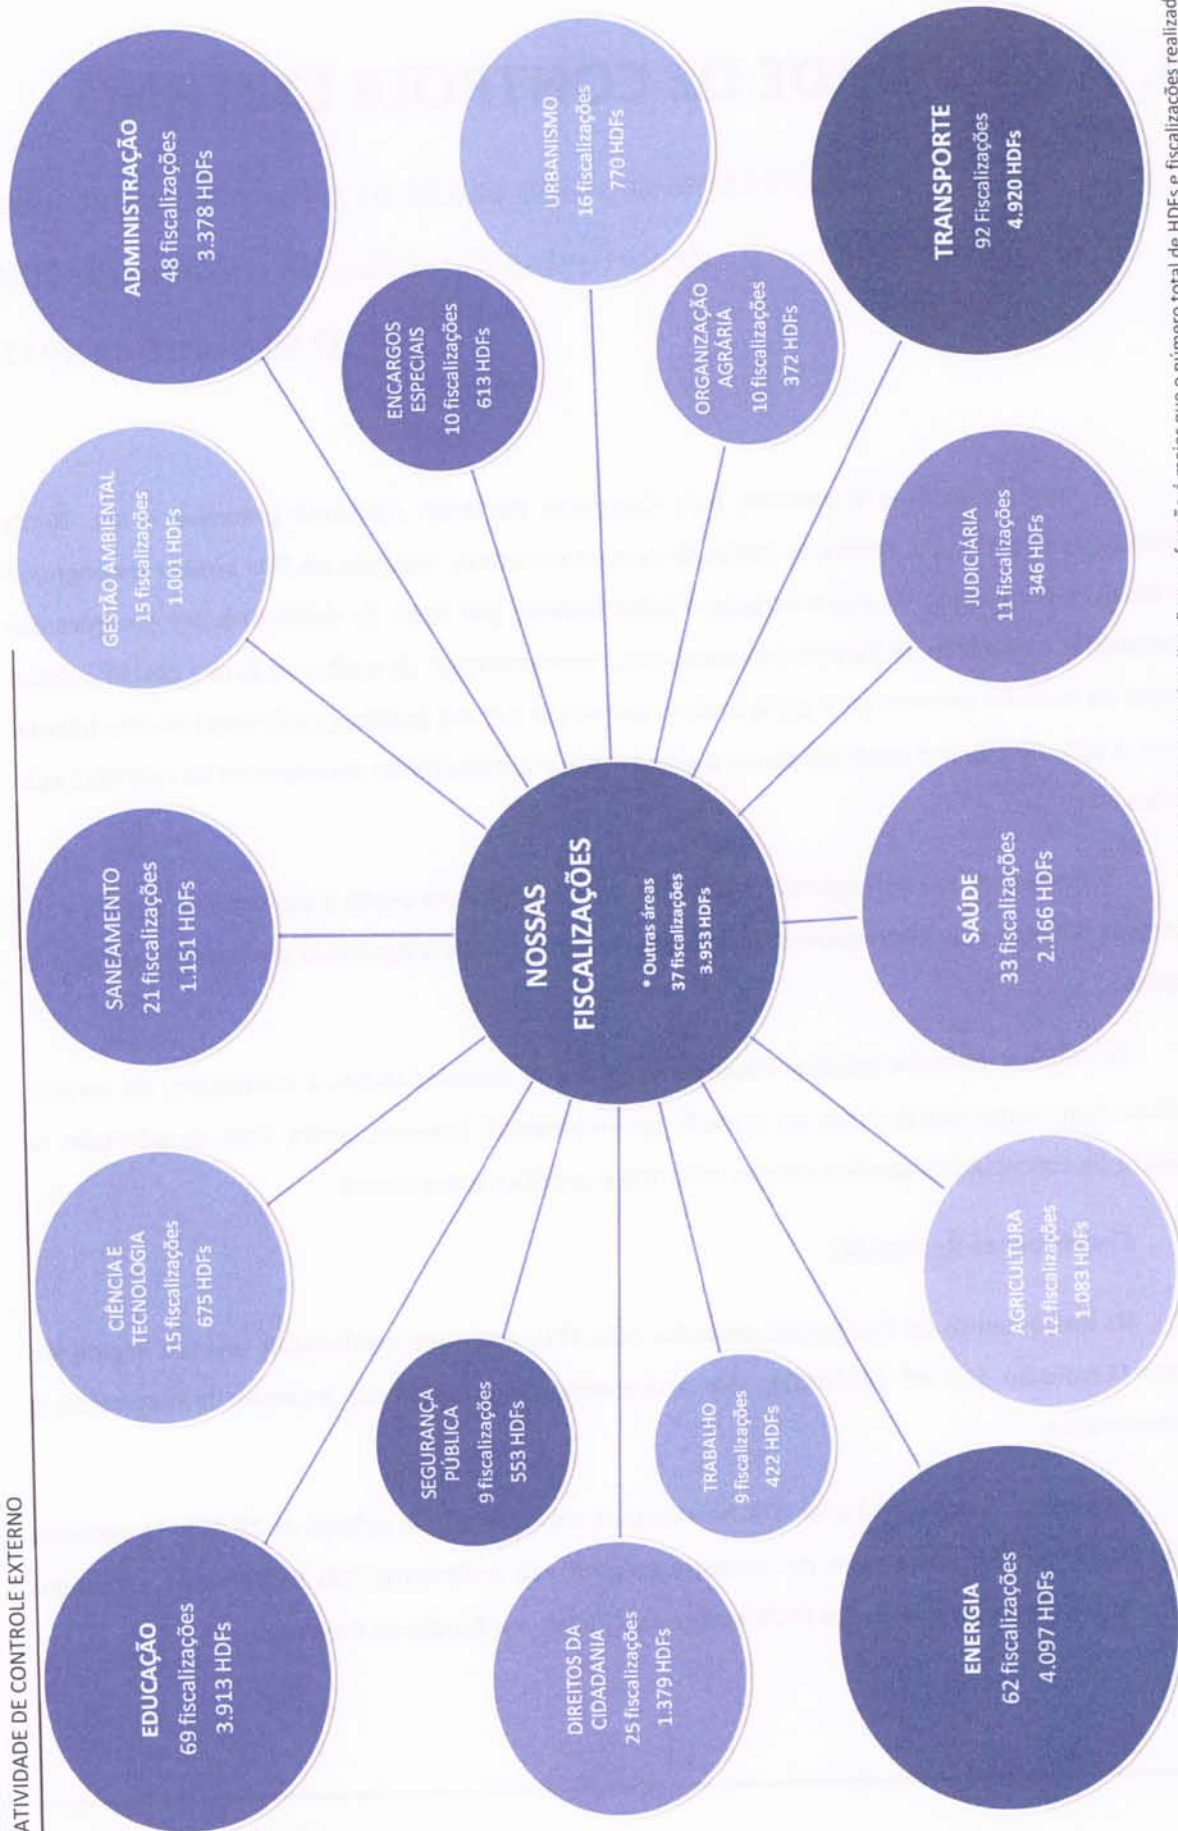 ATIVIDADE DE CONTROLE EXTERNO
EDUCAÇÃO
69 fiscalizações
3.913 HDFs
CIÊNCIA E
TECNOLOGIA
15 fiscalizações
675 HDFs
SANEAMENTO
21 fiscalizações
1.151 HDFs
GESTÃO AMBIENTAL
15 fiscalizações
1.001 HDFs
ADMINISTRAÇÃO
48 fiscalizações
3.378 HDFs
SEGURANÇA
PÚBLICA
9 fiscalizações
553 HDFs
ENCARGOS
ESPECIAIS
10 fiscalizações
613 HDFs
DIREITOS DA
CIDADANIA
25 fiscalizações
1.379 HDFs
NOSSAS
FISCALIZAÇÕES
* Outras áreas
37 fiscalizações
3.953 HDFs
URBANISMO
16 fiscalizações
770 HDFs
TRABALHO
9 fiscalizações
422 HDFs
ORGANIZAÇÃO
AGRÁRIA
10 fiscalizações
372 HDFs
ENERGIA
62 fiscalizações
4.097 HDFs
AGRICULTURA
12 fiscalizações
1.083 HDFs
SAÚDE
33 fiscalizações
2.166 HDFs
JUDICIÁRIA
11 fiscalizações
346 HDFs
TRANSPORTE
92 Fiscalizações
4.920 HDFs
é maior que o número total de HDFs e fiscalizações